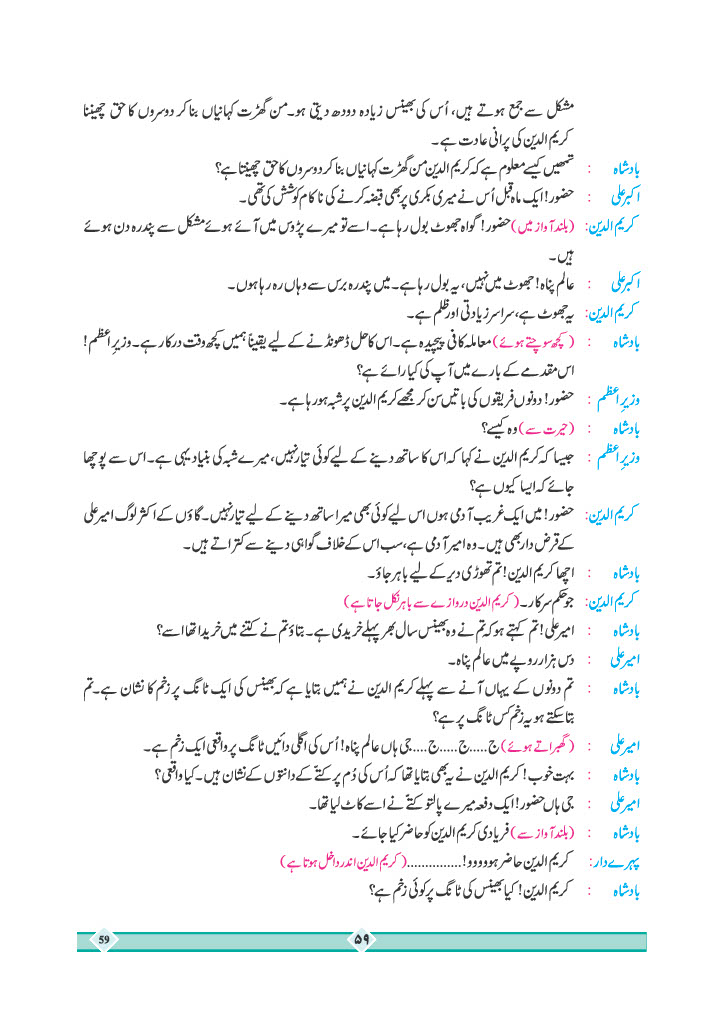 مشکل سے جمع ہوتے ہیں، اُس کی بھینس زیادہ دودھ دیتی ہو۔ من گھڑت کہانیاں بنا کر دوسروں کا حق چھیننا
کریم الدین کی پرانی عادت ہے۔
بادشاہ : تمھیں کیسے معلوم ہے کہ کریم الدین من گھڑت کہانیاں بنا کر دوسروں کا حق چھینتا ہے؟
اکبر علی : حضور! ایک ماہ قبل اُس نے میری بکری پر بھی قبضہ کرنے کی ناکام کوشش کی تھی۔
کریم الدین: (بلند آواز میں) حضور! گواہ جھوٹ بول رہا ہے۔ اسے تو میرے پڑوس میں آئے ہوئے مشکل سے پندرہ دن ہوئے
ہیں۔
اکبر علی : عالم پناہ! جھوٹ میں نہیں، یہ بول رہا ہے۔ میں پندرہ برس سے وہاں رہ رہا ہوں۔
کریم الدین: یہ جھوٹ ہے، سراسر زیادتی اور ظلم ہے۔
بادشاہ : (کچھ سوچتے ہوئے) معاملہ کافی پیچیدہ ہے۔ اس کا حل ڈھونڈنے کے لیے یقیناً ہمیں کچھ وقت درکار ہے۔ وزیرِ اعظم!
اس مقدمے کے بارے میں آپ کی کیا رائے ہے؟
وزیرِ اعظم : حضور! دونوں فریقوں کی باتیں سن کر مجھے کریم الدین پر شبہ ہو رہا ہے۔
بادشاہ : (حیرت سے) وہ کیسے؟
وزیرِ اعظم : جیسا کہ کریم الدین نے کہا کہ اس کا ساتھ دینے کے لیے کوئی تیار نہیں، میرے شبہ کی بنیاد یہی ہے۔ اس سے پوچھا
جائے کہ ایسا کیوں ہے؟
کریم الدین: حضور! میں ایک غریب آدمی ہوں اس لیے کوئی بھی میرا ساتھ دینے کے لیے تیار نہیں۔ گاؤں کے اکثر لوگ امیر علی
کے قرض دار بھی ہیں۔ وہ امیر آدمی ہے، سب اس کے خلاف گواہی دینے سے کتراتے ہیں۔
بادشاہ : اچھا کریم الدین! تم تھوڑی دیر کے لیے باہر جاؤ۔
کریم الدین: جو حکم سرکار۔ (کریم الدین دروازے سے باہر نکل جاتا ہے)
بادشاہ : امیر علی! تم کہتے ہو کہ تم نے وہ بھینس سال بھر پہلے خریدی ہے۔ بتاؤ تم نے کتنے میں خریدا تھا اسے؟
امیر علی : دس ہزار روپے میں عالم پناہ۔
بادشاہ : تم دونوں کے یہاں آنے سے پہلے کریم الدین نے ہمیں بتایا ہے کہ بھینس کی ایک ٹانگ پر زخم کا نشان ہے۔ تم
بتا سکتے ہو یہ زخم کس ٹانگ پر ہے؟
امیر علی : (گھبراتے ہوئے) ج.....ج.....ج.....جی ہاں عالم پناہ! اُس کی اگلی دائیں ٹانگ پر واقعی ایک زخم ہے۔
بادشاہ : بہت خوب! کریم الدین نے یہ بھی بتایا تھا کہ اُس کی دُم پر کتّے کے دانتوں کے نشان ہیں۔ کیا واقعی؟
امیر علی : جی ہاں حضور! ایک دفعہ میرے پالتو کتّے نے اسے کاٹ لیا تھا۔
بادشاہ : (بلند آواز سے) فریادی کریم الدین کو حاضر کیا جائے۔
پہرے دار: کریم الدین حاضر ہوووووو!...............(کریم الدین اندر داخل ہوتا ہے)
بادشاہ : کریم الدین! کیا بھینس کی ٹانگ پر کوئی زخم ہے؟
59 ۵۹